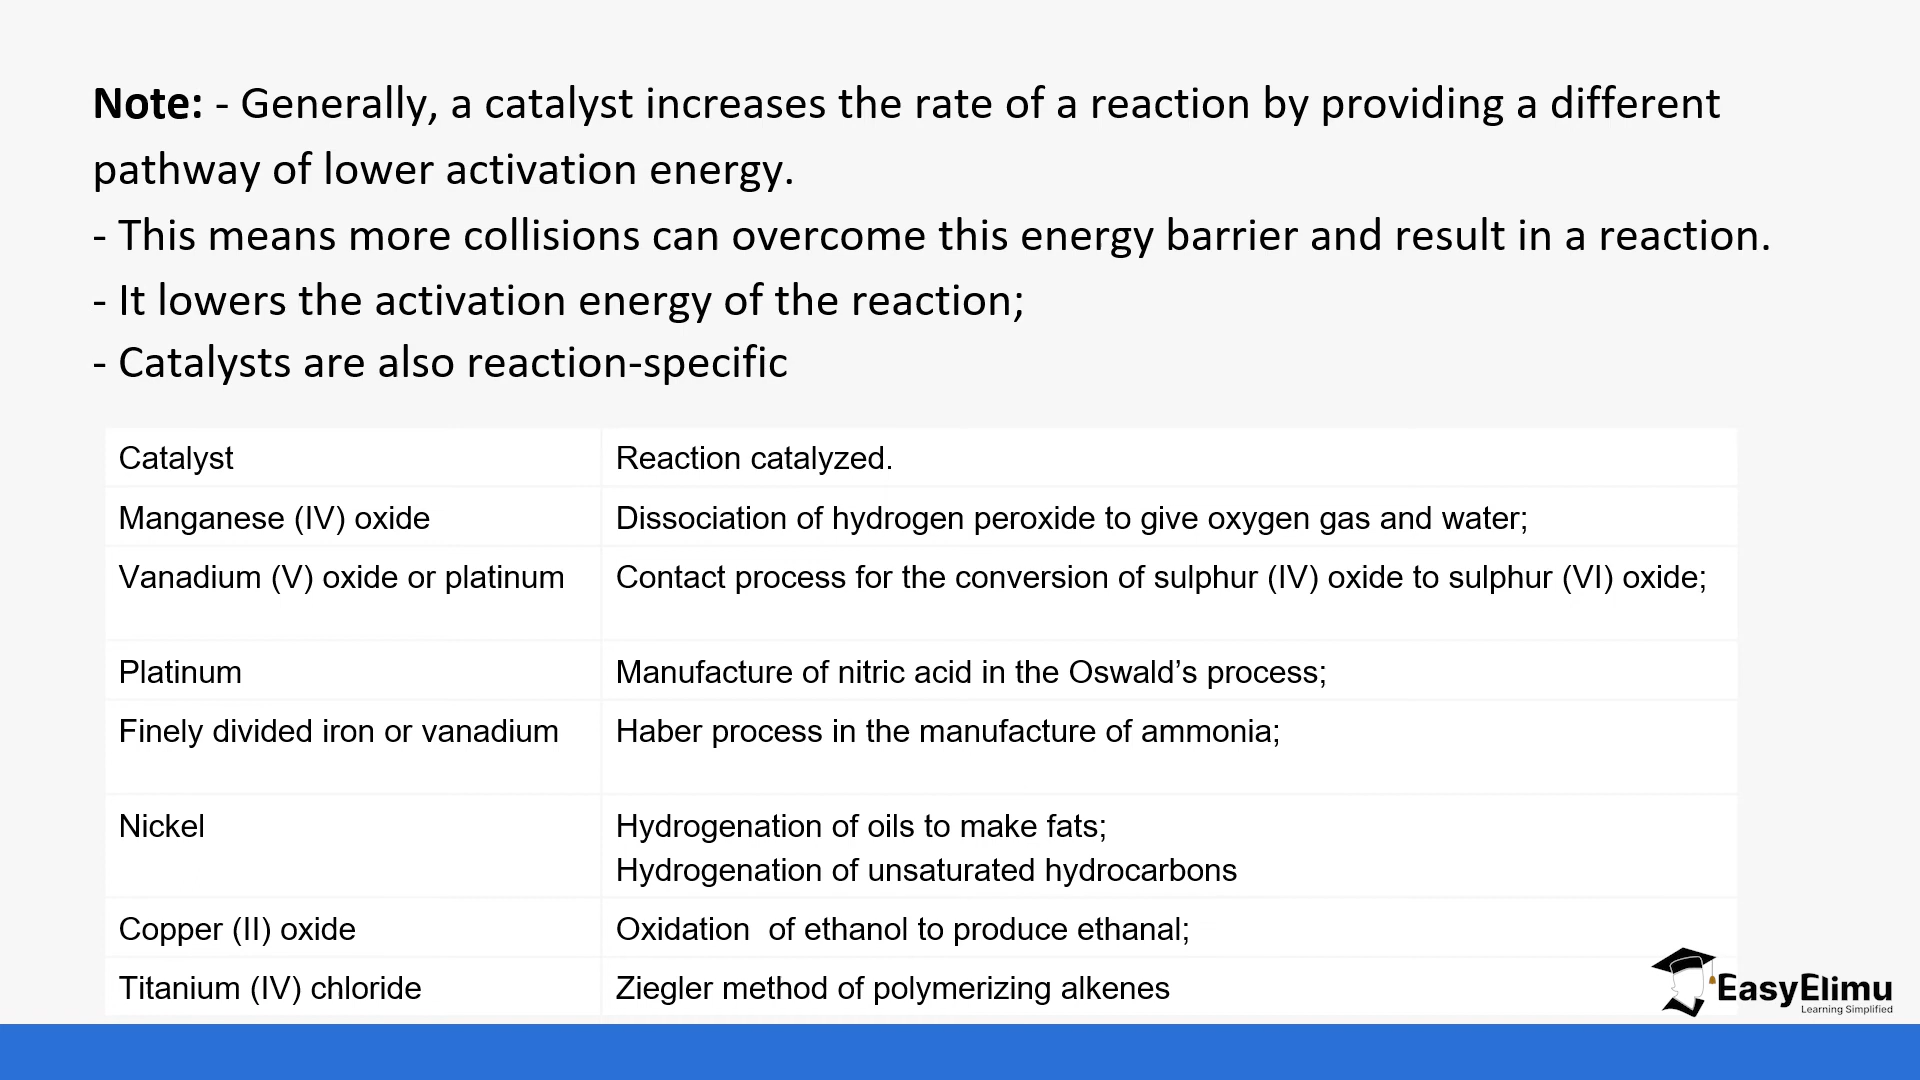 Note: - Generally, a catalyst increases the rate of a reaction by providing a different
pathway of lower activation energy.
- This means more collisions can overcome this energy barrier and result in a reaction.
- It lowers the activation energy of the reaction;
- Catalysts are also reaction-specific
Catalyst Reaction catalyzed.
Manganese (IV) oxide Dissociation of hydrogen peroxide to give oxygen gas and water;
Vanadium (V) oxide or platinum Contact process for the conversion of sulphur (IV) oxide to sulphur (VI) oxide;
Platinum Manufacture of nitric acid in the Oswald’s process;
Finely divided iron or vanadium Haber process in the manufacture of ammonia;
Nickel Hydrogenation of oils to make fats;
Hydrogenation of unsaturated hydrocarbons
Copper (II) oxide Oxidation  of ethanol to produce ethanal;
Titanium (IV) chloride Ziegler method of polymerizing alkenes
EasyElimu
Learning Simplified